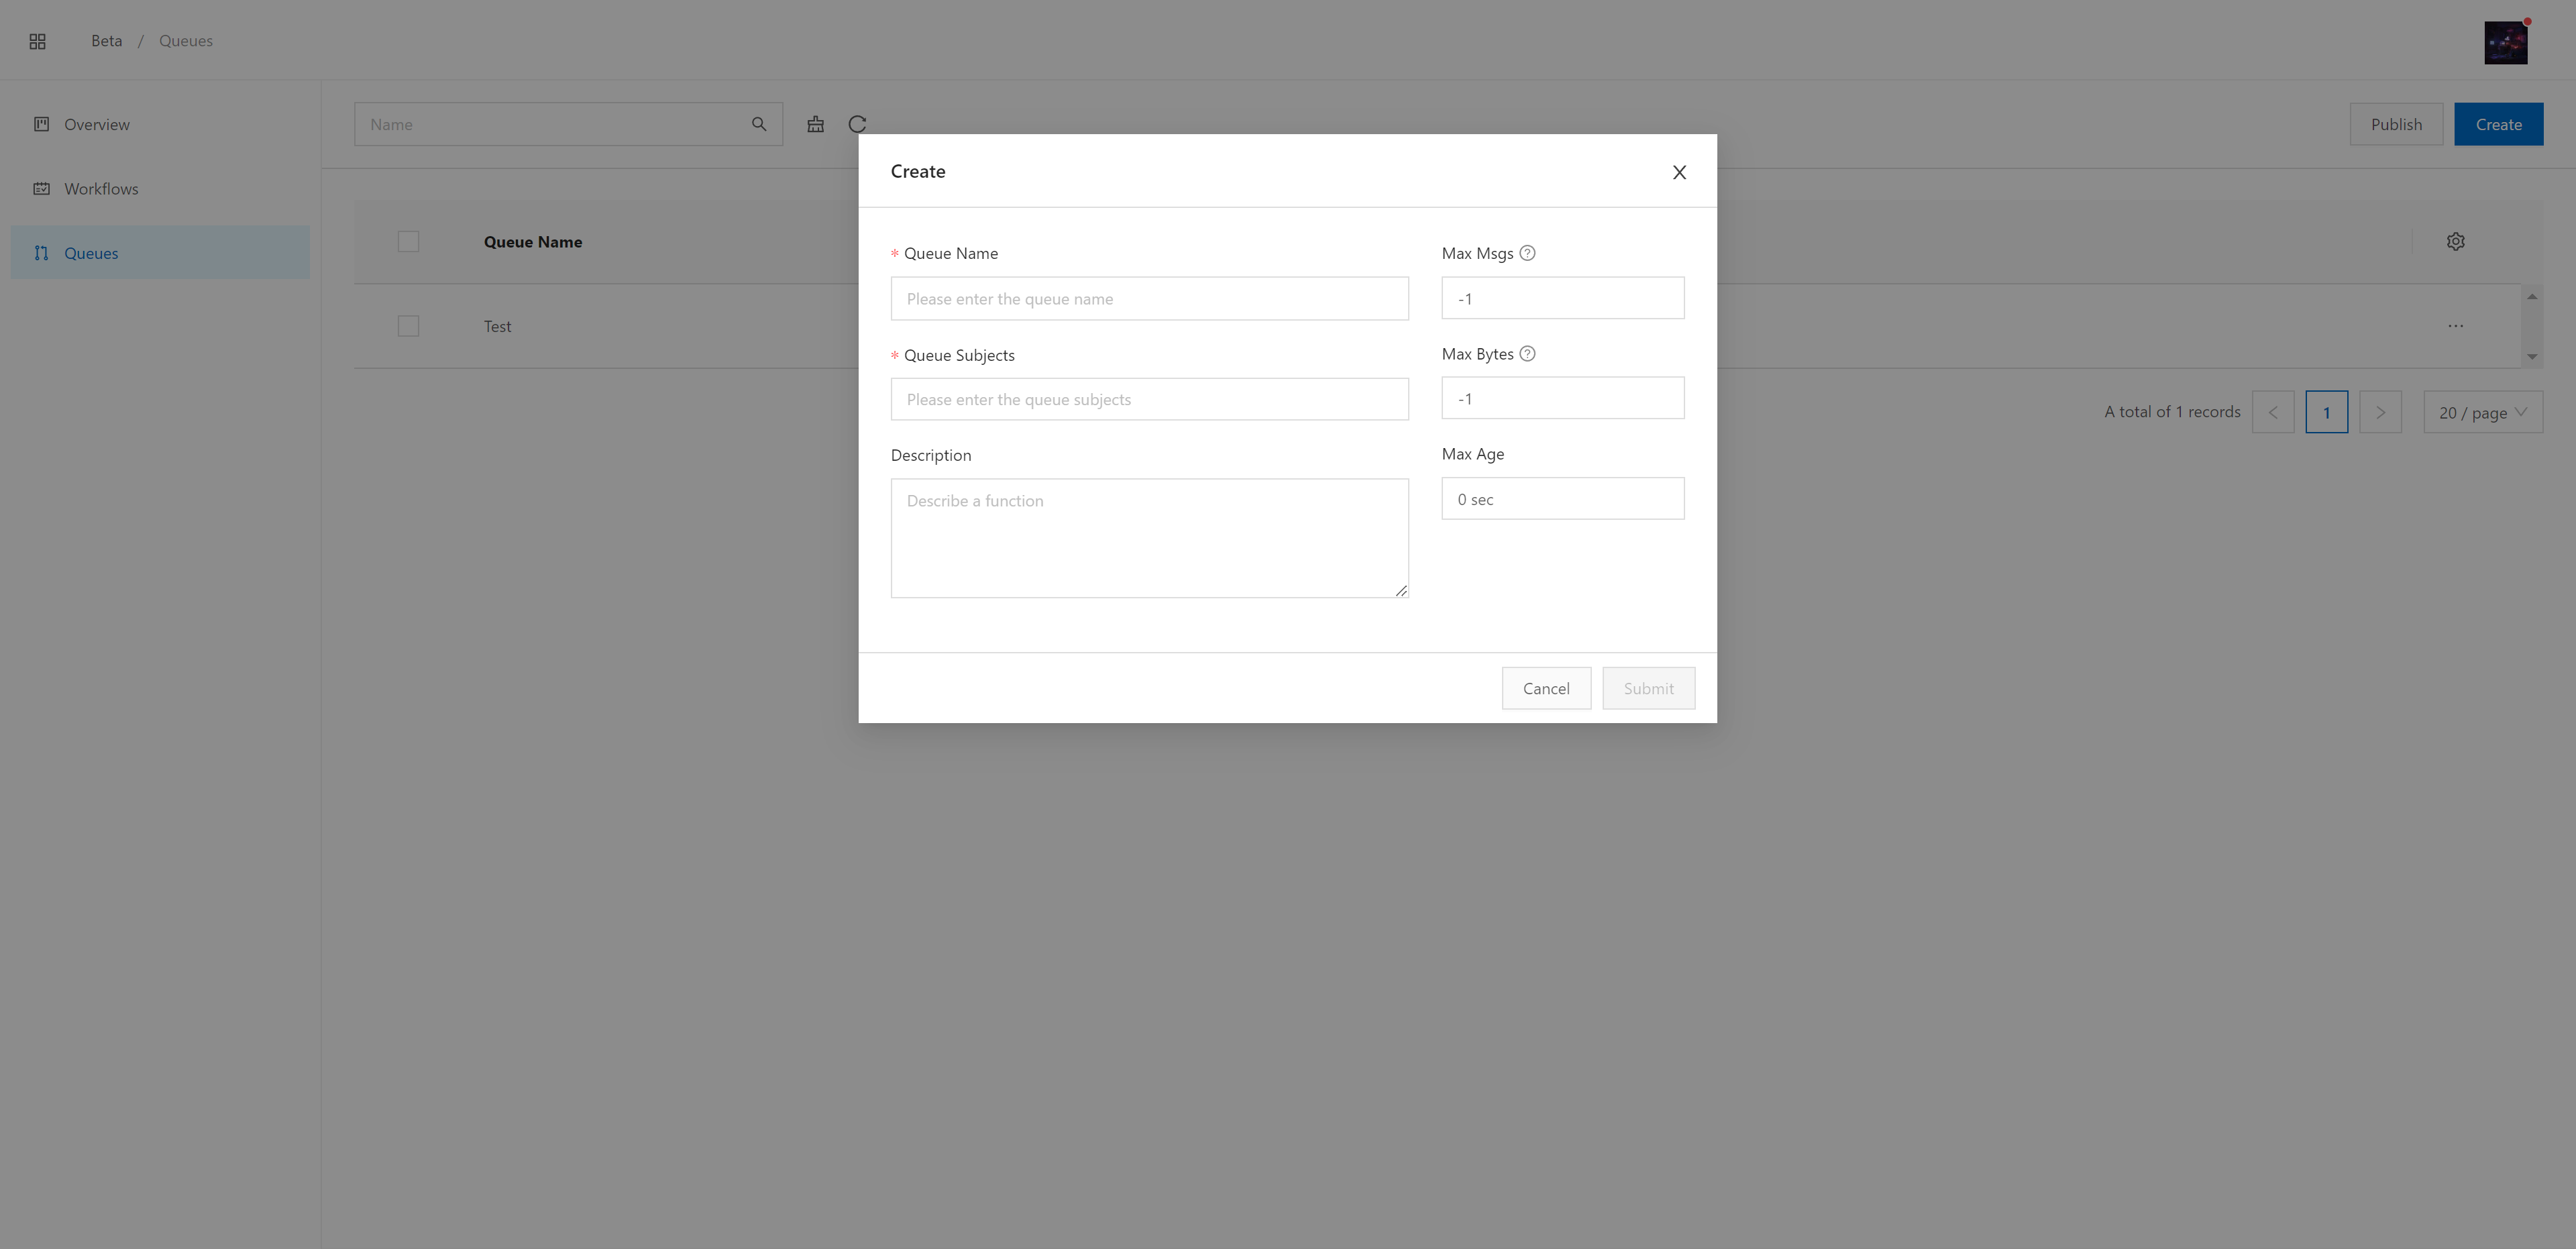 Beta / Queues
Overview
Workflows
Queues
Name
Publish
Create
Queue Name
Test
···
A total of 1 records
1
20 / page
Create
* Queue Name
Please enter the queue name
* Queue Subjects
Please enter the queue subjects
Description
Describe a function
Max Msgs
-1
Max Bytes
-1
Max Age
0 sec
Cancel
Submit